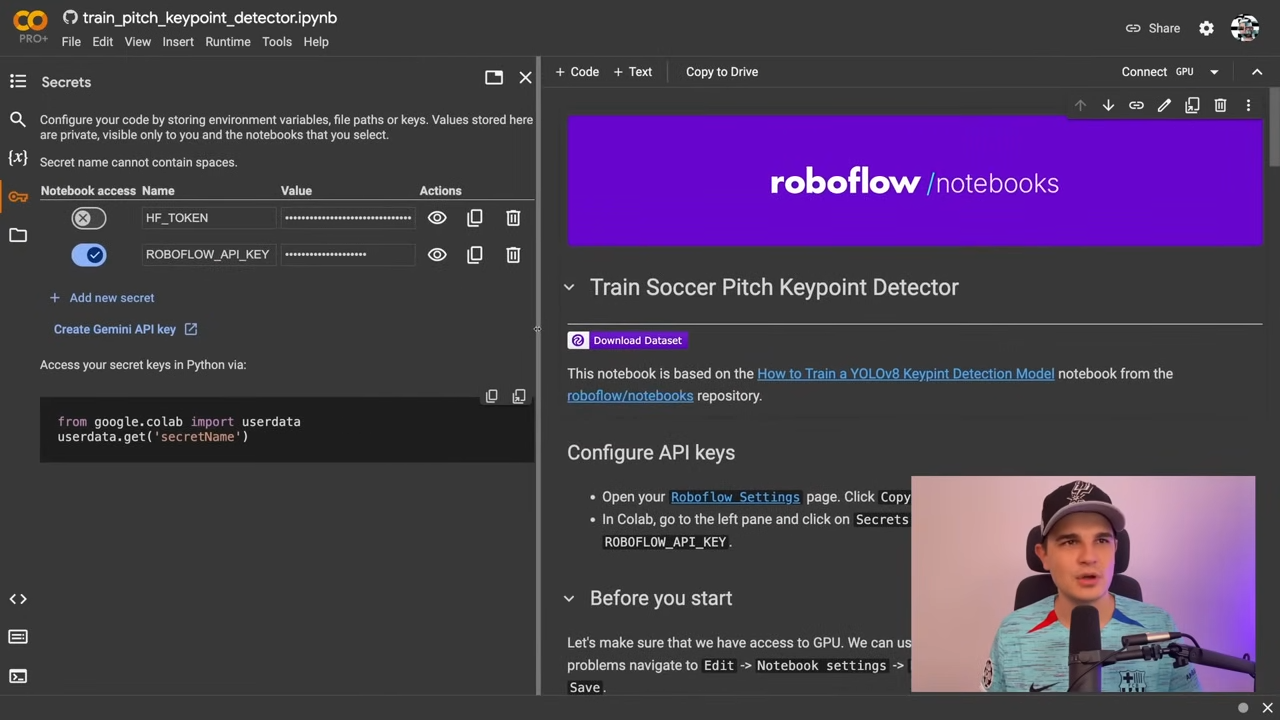 CO
PRO+
train_pitch_keypoint_detector.ipynb
File Edit View Insert Runtime Tools Help
Share
Secrets
Configure your code by storing environment variables, file paths or keys. Values stored here
are private, visible only to you and the notebooks that you select.
Secret name cannot contain spaces.
Notebook access Name Value Actions
HF_TOKEN ••••••••••••••••••••••••••••••
ROBOFLOW_API_KEY ••••••••••••••••••••
+ Add new secret
Create Gemini API key
Access your secret keys in Python via:
from google.colab import userdata
userdata.get('secretName')
{x}
<>
+ Code + Text Copy to Drive
Connect GPU
roboflow /notebooks
Train Soccer Pitch Keypoint Detector
Download Dataset
This notebook is based on the How to Train a YOLOv8 Keypint Detection Model notebook from the
roboflow/notebooks repository.
Configure API keys
• Open your Roboflow Settings page. Click Copy
• In Colab, go to the left pane and click on Secrets
ROBOFLOW_API_KEY.
Before you start
Let's make sure that we have access to GPU. We can us
problems navigate to Edit -> Notebook settings ->
Save.